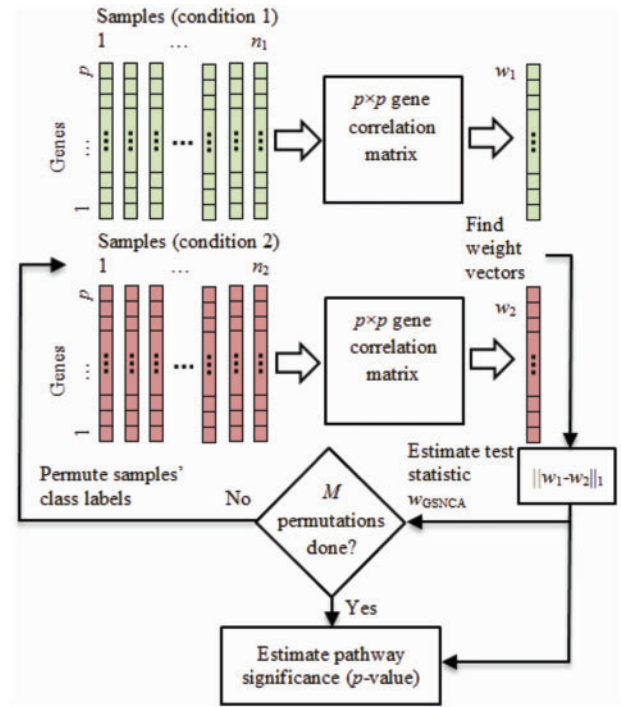 Samples (condition 1)
1 ... n₁
p
Genes
...
1
p×p gene
correlation
matrix
w₁
Find
weight
vectors
Samples (condition 2)
1 ... n₂
p
Genes
...
1
p×p gene
correlation
matrix
w₂
Estimate test
statistic
w_GSNCA
||w₁-w₂||₁
Permute samples'
class labels
No
M
permutations
done?
Yes
Estimate pathway
significance (p-value)